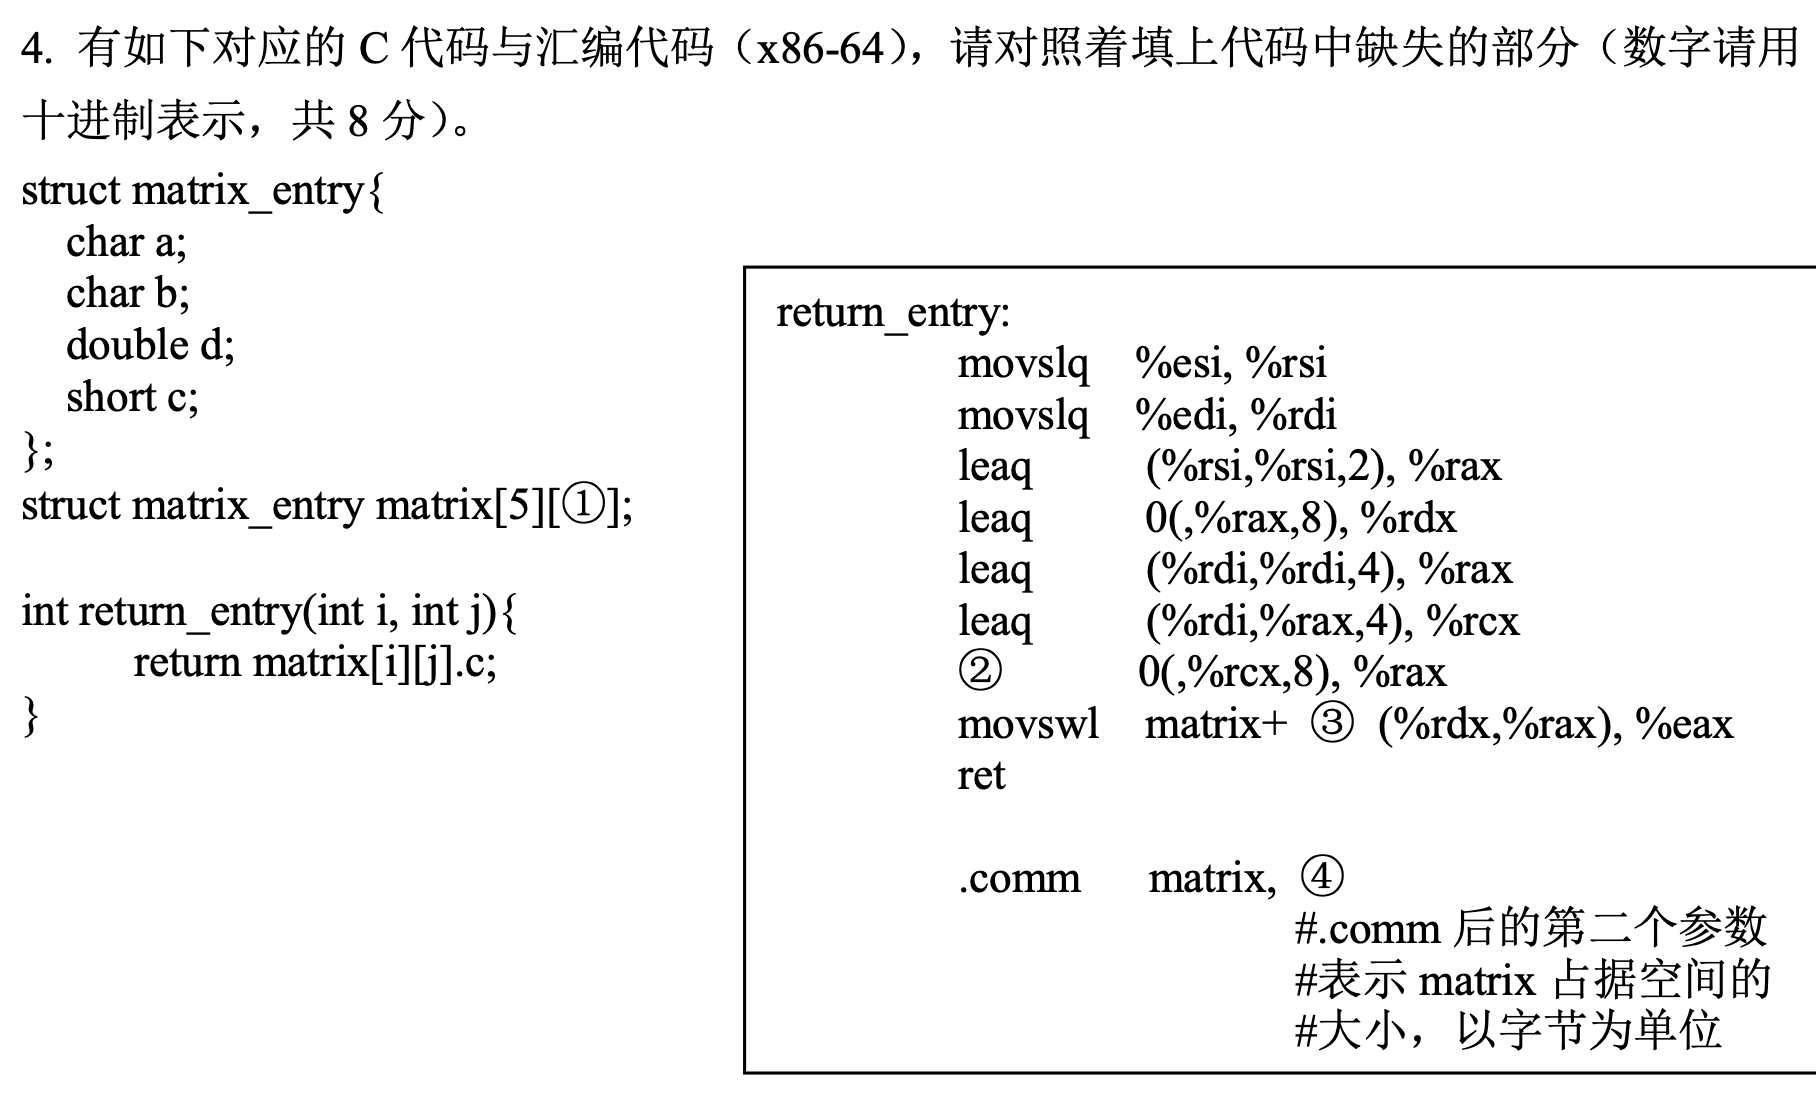 4. 有如下对应的 C 代码与汇编代码（x86-64），请对照着填上代码中缺失的部分（数字请用
十进制表示，共 8 分）。
struct matrix_entry{
char a;
char b;
double d;
short c;
};
struct matrix_entry matrix[5][①];
int return_entry(int i, int j){
return matrix[i][j].c;
}
return_entry:
movslq %esi, %rsi
movslq %edi, %rdi
leaq (%rsi,%rsi,2), %rax
leaq 0(,%rax,8), %rdx
leaq (%rdi,%rdi,4), %rax
leaq (%rdi,%rax,4), %rcx
② 0(,%rcx,8), %rax
movswl matrix+ ③ (%rdx,%rax), %eax
ret
.comm matrix, ④
#.comm 后的第二个参数
#表示 matrix 占据空间的
#大小，以字节为单位